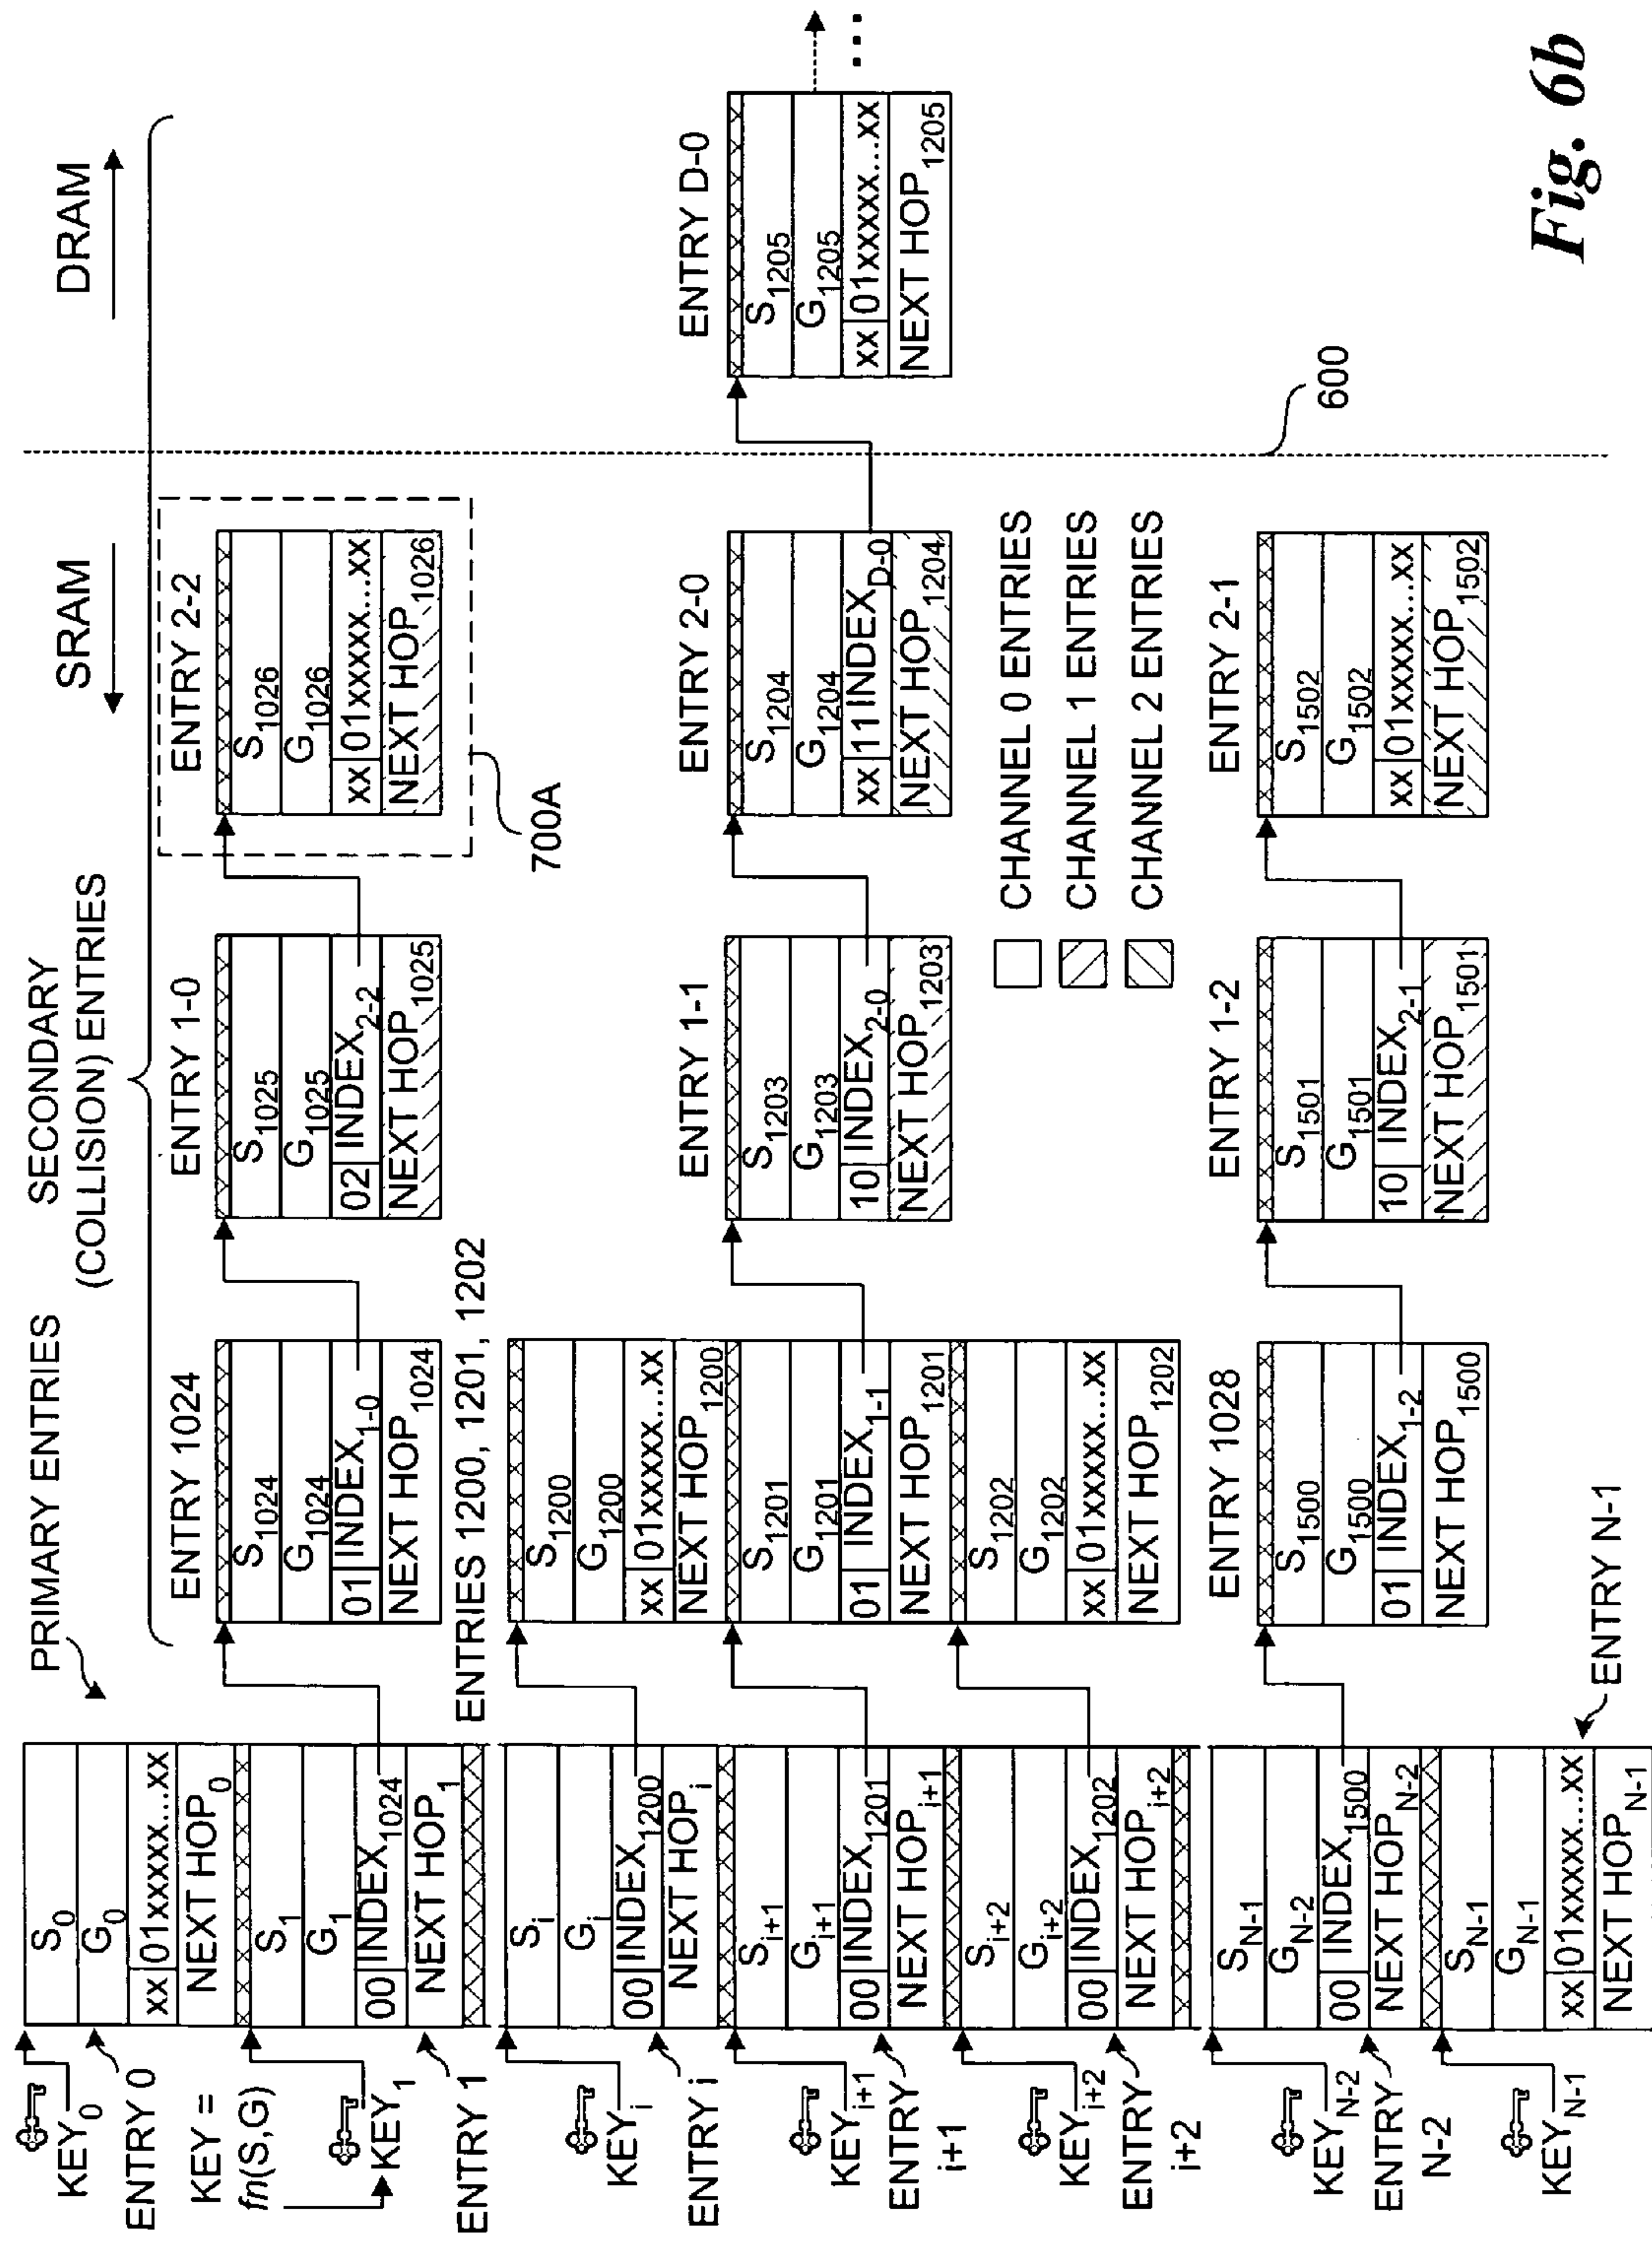 SRAM
DRAM
PRIMARY ENTRIES
SECONDARY
(COLLISION) ENTRIES
KEY0
ENTRY 0
S0
G0
xx 01xxxxx...xx
NEXT HOP0
KEY =
fn(S,G)
KEY1
ENTRY 1
S1
G1
00 INDEX1024
NEXT HOP1
ENTRY 1024
S1024
G1024
01 INDEX1-0
NEXT HOP1024
ENTRY 1-0
S1025
G1025
02 INDEX2-2
NEXT HOP1025
ENTRY 2-2
S1026
G1026
xx 01xxxx...xx
NEXT HOP1026
700A
KEYi
ENTRY i
Si
Gi
00 INDEX1200
NEXT HOPi
KEYi+1
ENTRY
i+1
Si+1
Gi+1
00 INDEX1201
NEXT HOPi+1
KEYi+2
ENTRY
i+2
Si+2
Gi+2
00 INDEX1202
NEXT HOPi+2
ENTRIES 1200, 1201, 1202
S1200
G1200
xx 01xxxxx...xx
NEXT HOP1200
S1201
G1201
01 INDEX1-1
NEXT HOP1201
S1202
G1202
xx 01xxxxx...xx
NEXT HOP1202
ENTRY 1-1
S1203
G1203
10 INDEX2-0
NEXT HOP1203
ENTRY 2-0
S1204
G1204
xx 11 INDEXD-0
NEXT HOP1204
ENTRY D-0
S1205
G1205
xx 01xxxxx...xx
NEXT HOP1205
...
CHANNEL 0 ENTRIES
CHANNEL 1 ENTRIES
CHANNEL 2 ENTRIES
600
KEYN-2
ENTRY
N-2
SN-1
GN-2
00 INDEX1500
NEXT HOPN-2
KEYN-1
SN-1
GN-1
xx 01xxxxx...xx
NEXT HOPN-1
ENTRY N-1
ENTRY 1028
S1500
G1500
01 INDEX1-2
NEXT HOP1500
ENTRY 1-2
S1501
G1501
10 INDEX2-1
NEXT HOP1501
ENTRY 2-1
S1502
G1502
xx 01xxxxx...xx
NEXT HOP1502
Fig. 6b